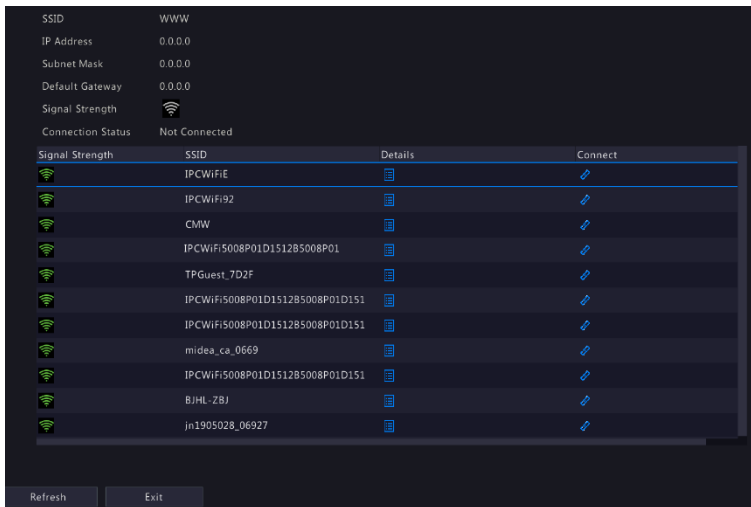 SSID WWW
IP Address 0.0.0.0
Subnet Mask 0.0.0.0
Default Gateway 0.0.0.0
Signal Strength
Connection Status Not Connected
Signal Strength SSID Details Connect
IPCWiFiE
IPCWiFi92
CMW
IPCWiFi5008P01D1512B5008P01
TPGuest_7D2F
IPCWiFi5008P01D1512B5008P01D151
IPCWiFi5008P01D1512B5008P01D151
midea_ca_0669
IPCWiFi5008P01D1512B5008P01D151
BJHL-ZBJ
jn1905028_06927
Refresh Exit